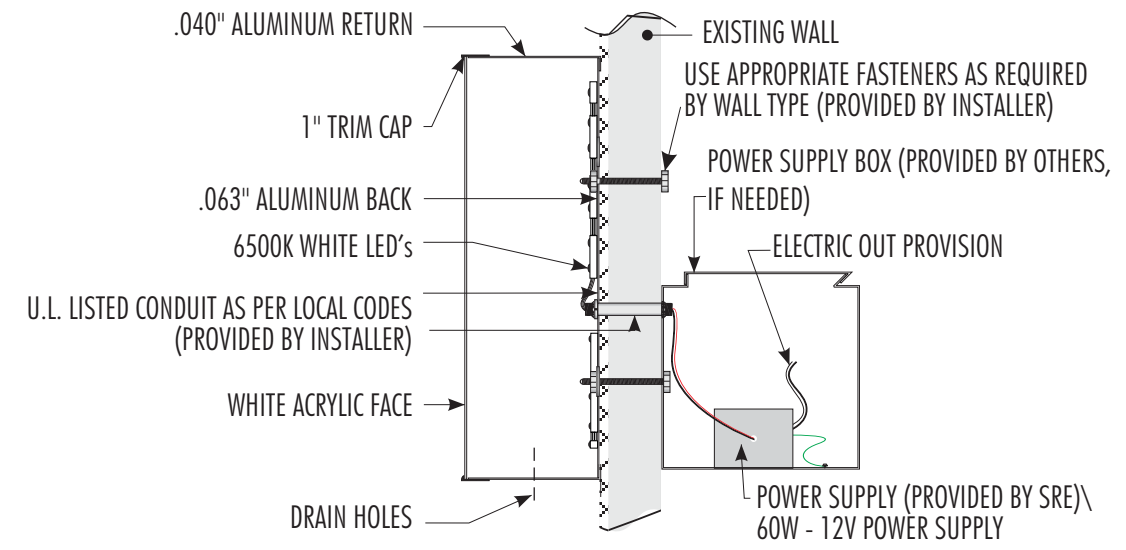 .040" ALUMINUM RETURN
EXISTING WALL
USE APPROPRIATE FASTENERS AS REQUIRED
BY WALL TYPE (PROVIDED BY INSTALLER)
1" TRIM CAP
POWER SUPPLY BOX (PROVIDED BY OTHERS,
IF NEEDED)
.063" ALUMINUM BACK
6500K WHITE LED's
ELECTRIC OUT PROVISION
U.L. LISTED CONDUIT AS PER LOCAL CODES
(PROVIDED BY INSTALLER)
WHITE ACRYLIC FACE
DRAIN HOLES
POWER SUPPLY (PROVIDED BY SRE)\
60W - 12V POWER SUPPLY